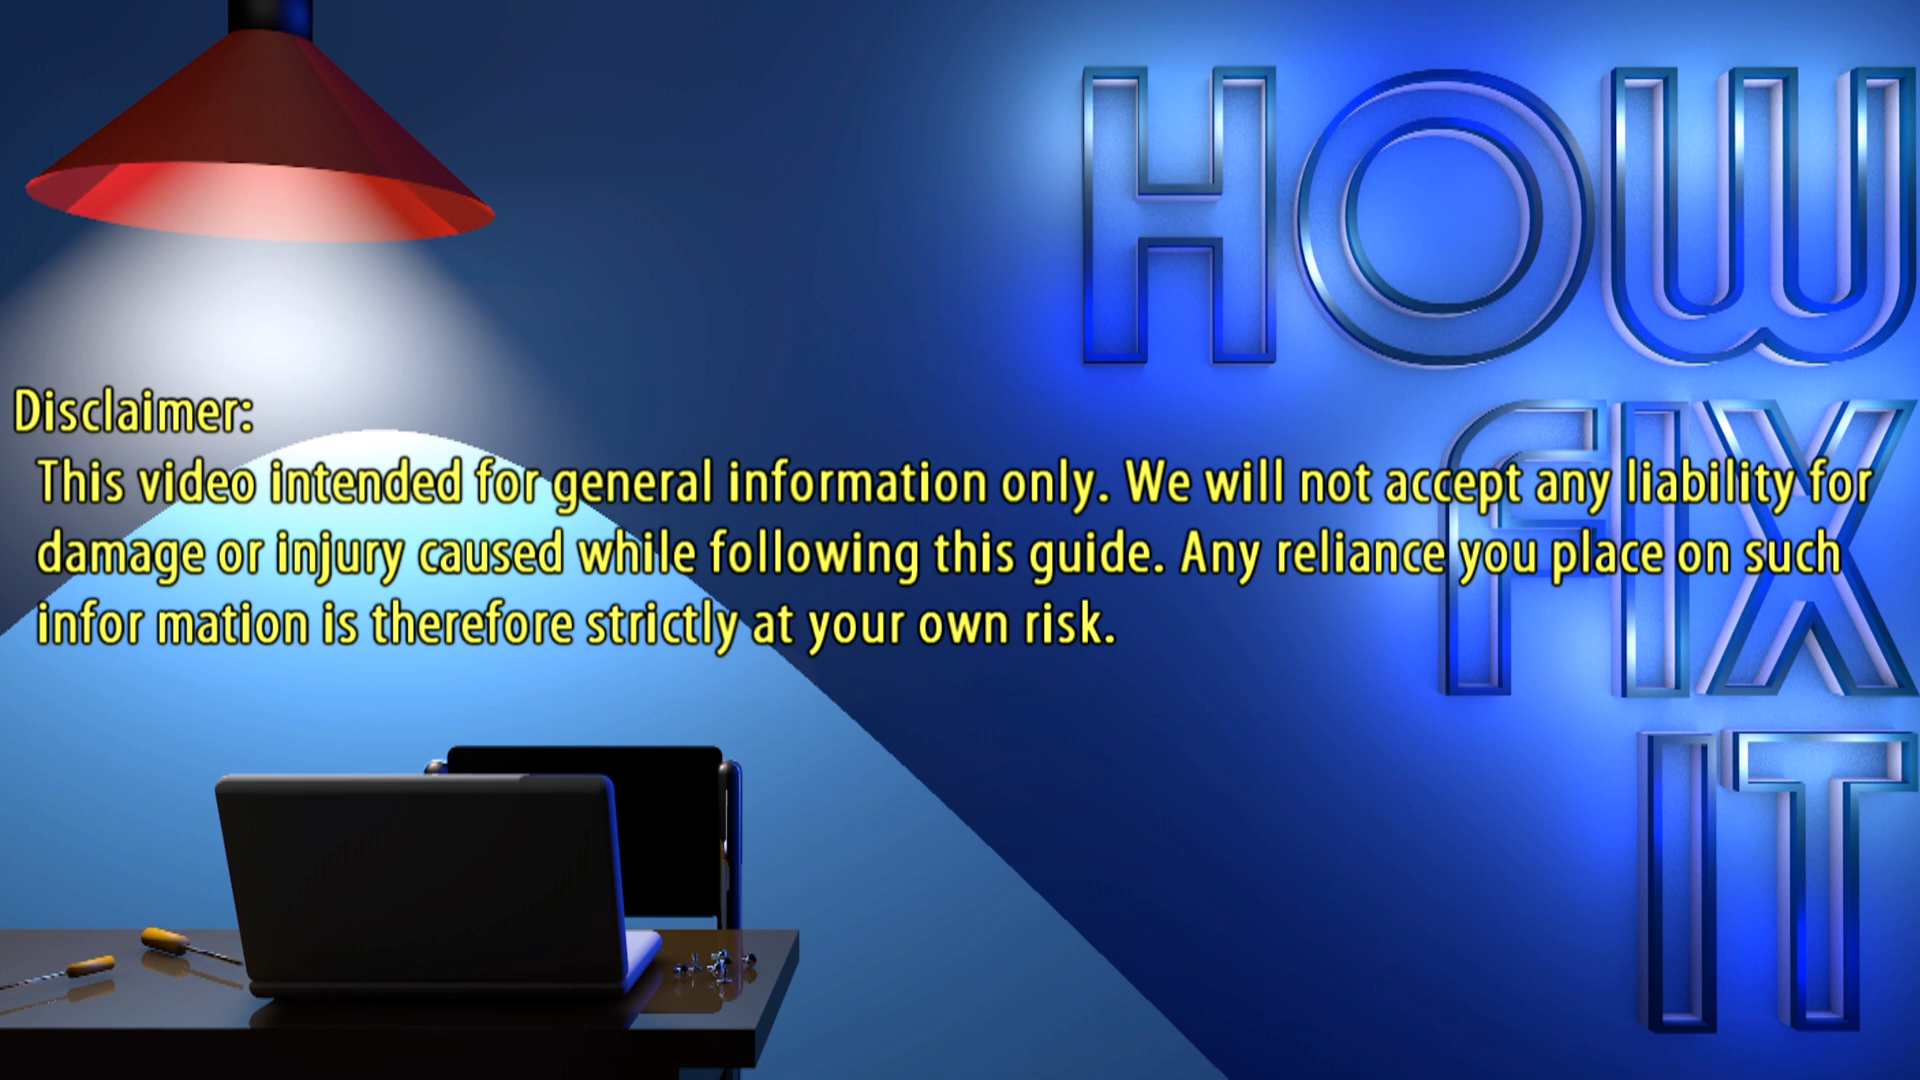 HOW
FIX
IT
Disclaimer:
This video intended for general information only. We will not accept any liability for
damage or injury caused while following this guide. Any reliance you place on such
infor mation is therefore strictly at your own risk.